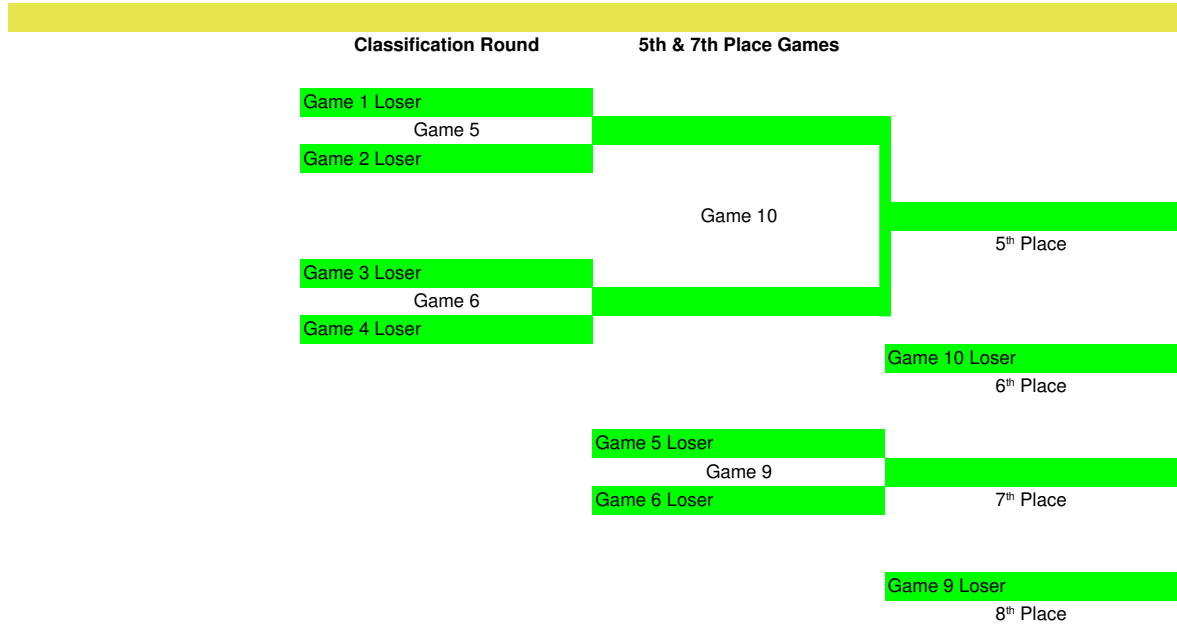 Classification Round 5th & 7th Place Games
Game 1 Loser
Game 5
Game 2 Loser
Game 10
5th Place
Game 3 Loser
Game 6
Game 4 Loser
Game 10 Loser
6th Place
Game 5 Loser
Game 9
Game 6 Loser
7th Place
Game 9 Loser
8th Place